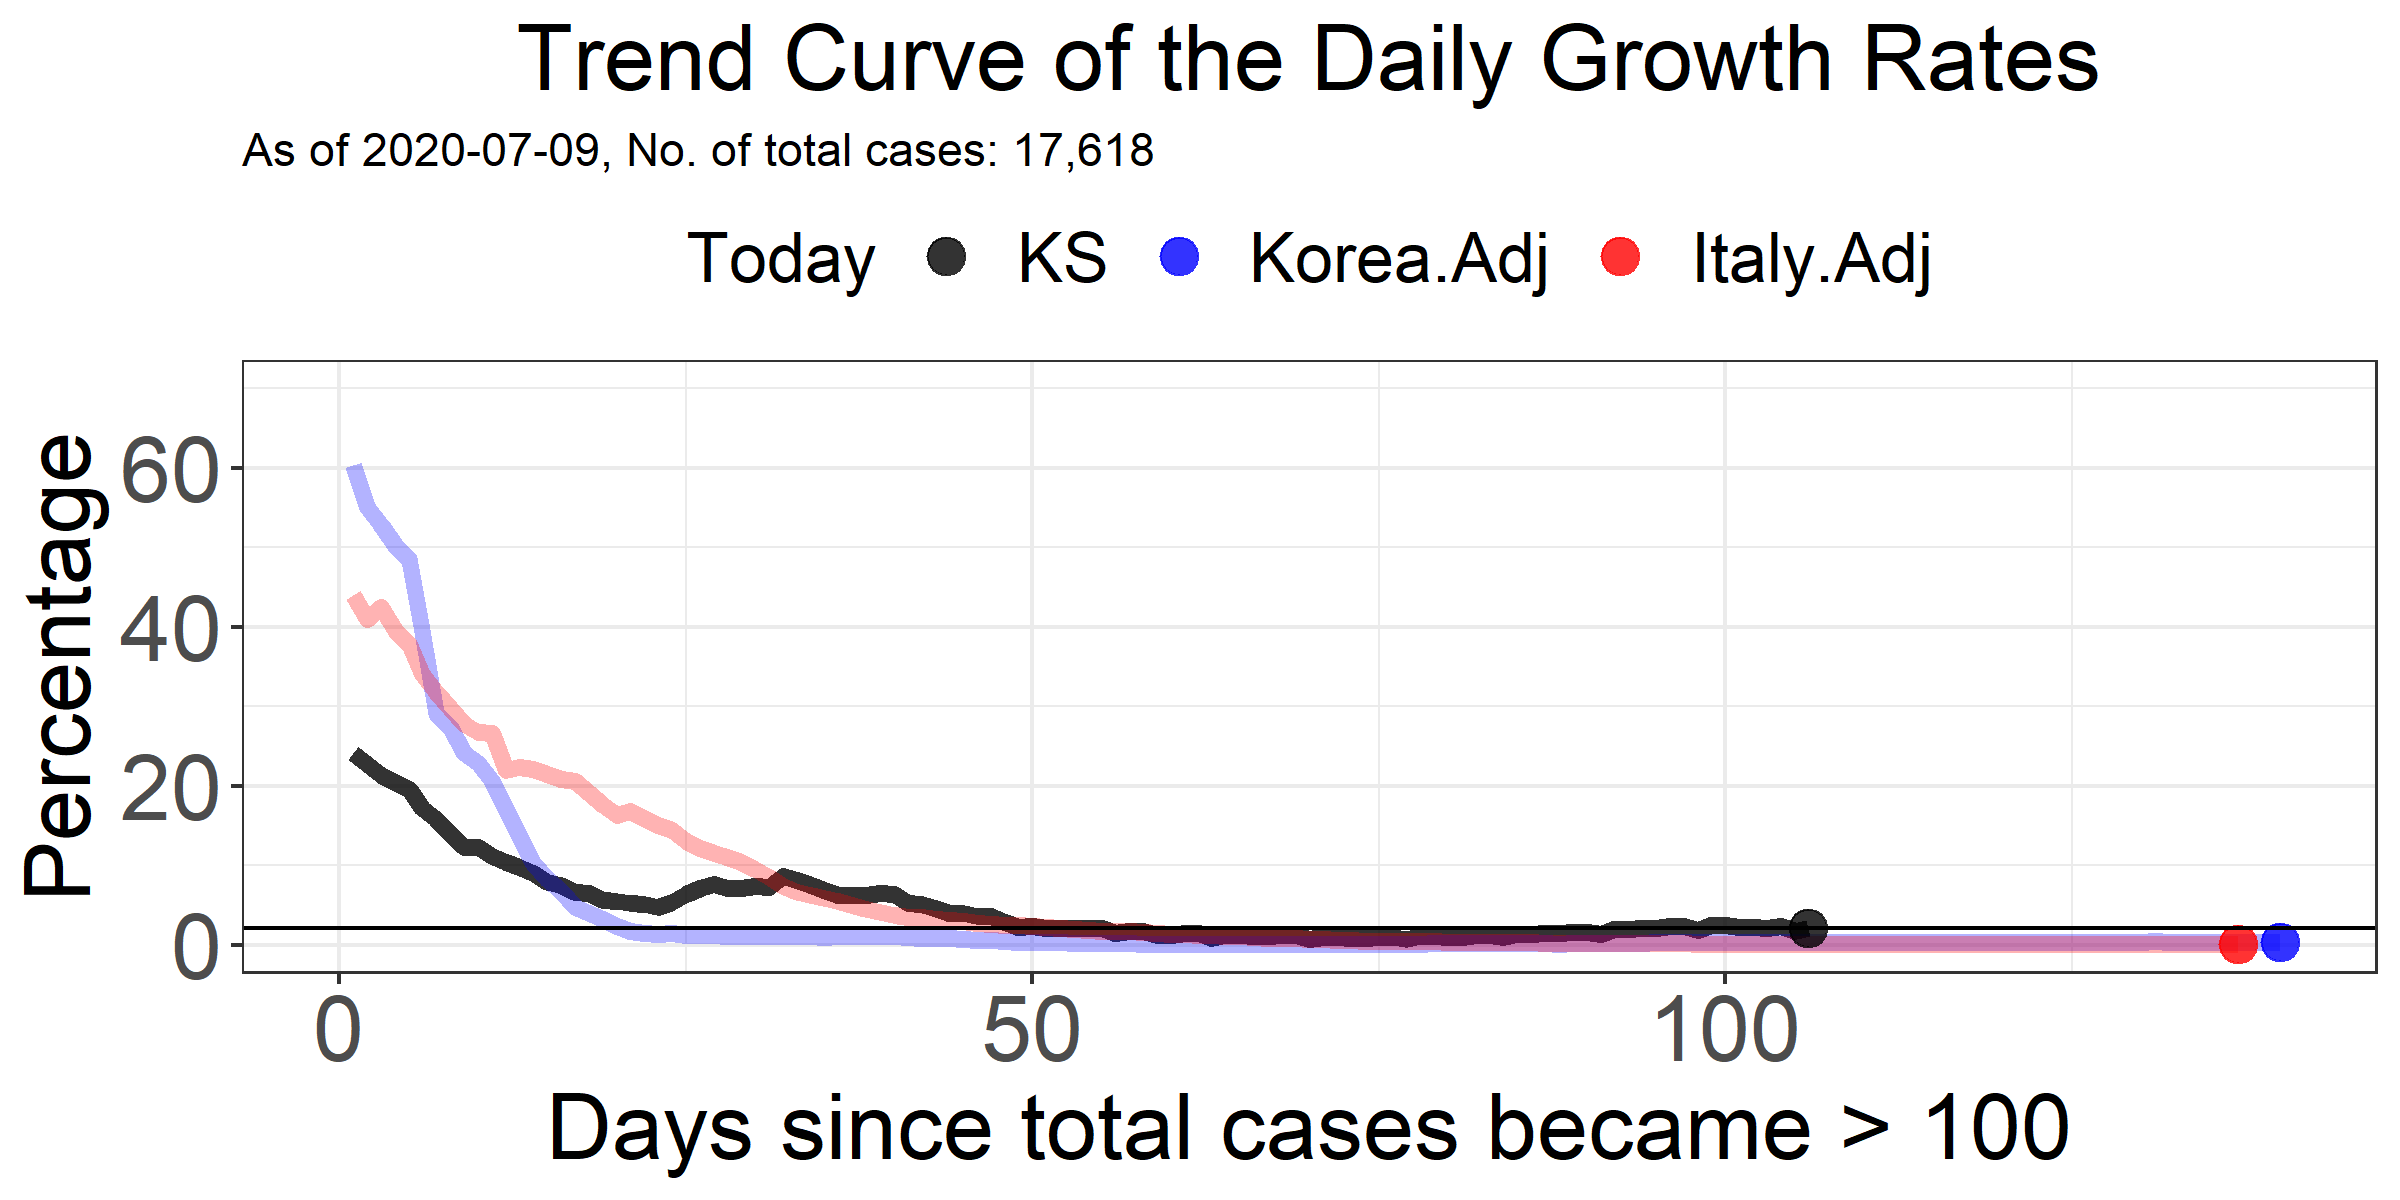 Trend Curve of the Daily Growth Rates
As of 2020-07-09, No. of total cases: 17,618
Today KS Korea.Adj Italy.Adj
Percentage
60
40
20
0
0 50 100
Days since total cases became > 100